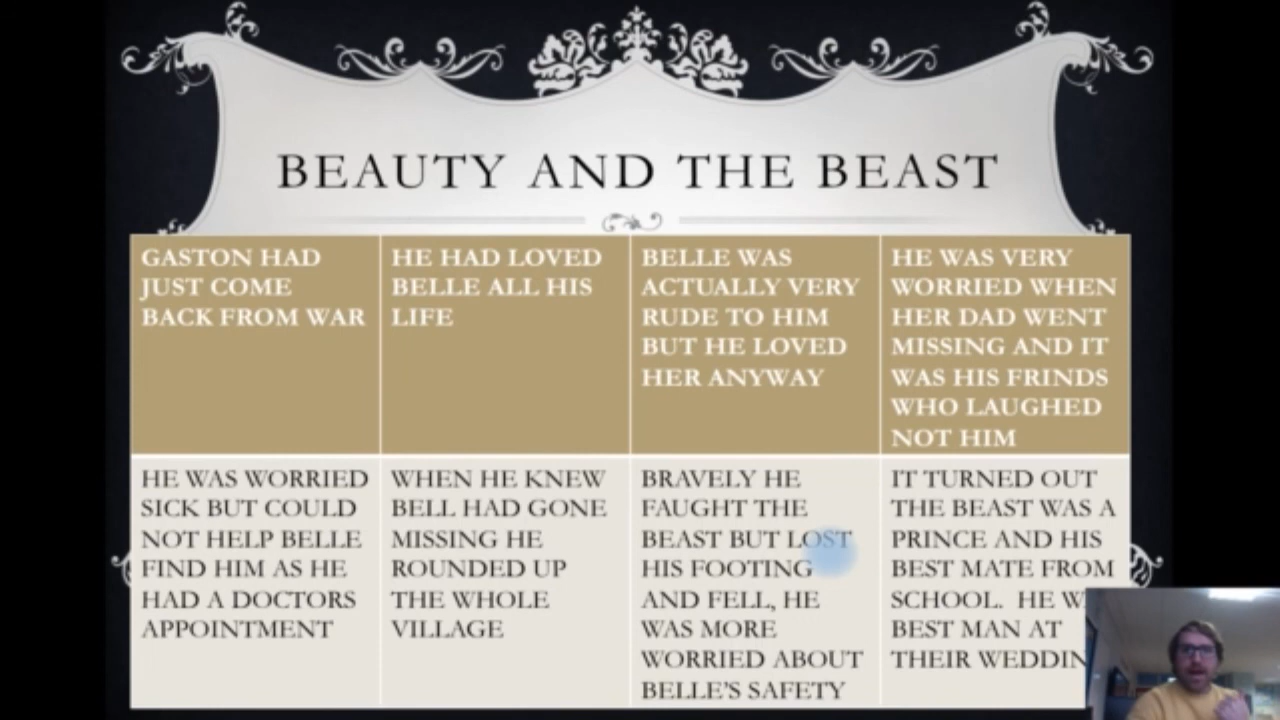 BEAUTY AND THE BEAST
GASTON HAD
JUST COME
BACK FROM WAR
HE HAD LOVED
BELLE ALL HIS
LIFE
BELLE WAS
ACTUALLY VERY
RUDE TO HIM
BUT HE LOVED
HER ANYWAY
HE WAS VERY
WORRIED WHEN
HER DAD WENT
MISSING AND IT
WAS HIS FRINDS
WHO LAUGHED
NOT HIM
HE WAS WORRIED
SICK BUT COULD
NOT HELP BELLE
FIND HIM AS HE
HAD A DOCTORS
APPOINTMENT
WHEN HE KNEW
BELL HAD GONE
MISSING HE
ROUNDED UP
THE WHOLE
VILLAGE
BRAVELY HE
FAUGHT THE
BEAST BUT LOST
HIS FOOTING
AND FELL, HE
WAS MORE
WORRIED ABOUT
BELLE'S SAFETY
IT TURNED OUT
THE BEAST WAS A
PRINCE AND HIS
BEST MATE FROM
SCHOOL. HE
BEST MAN AT
THEIR